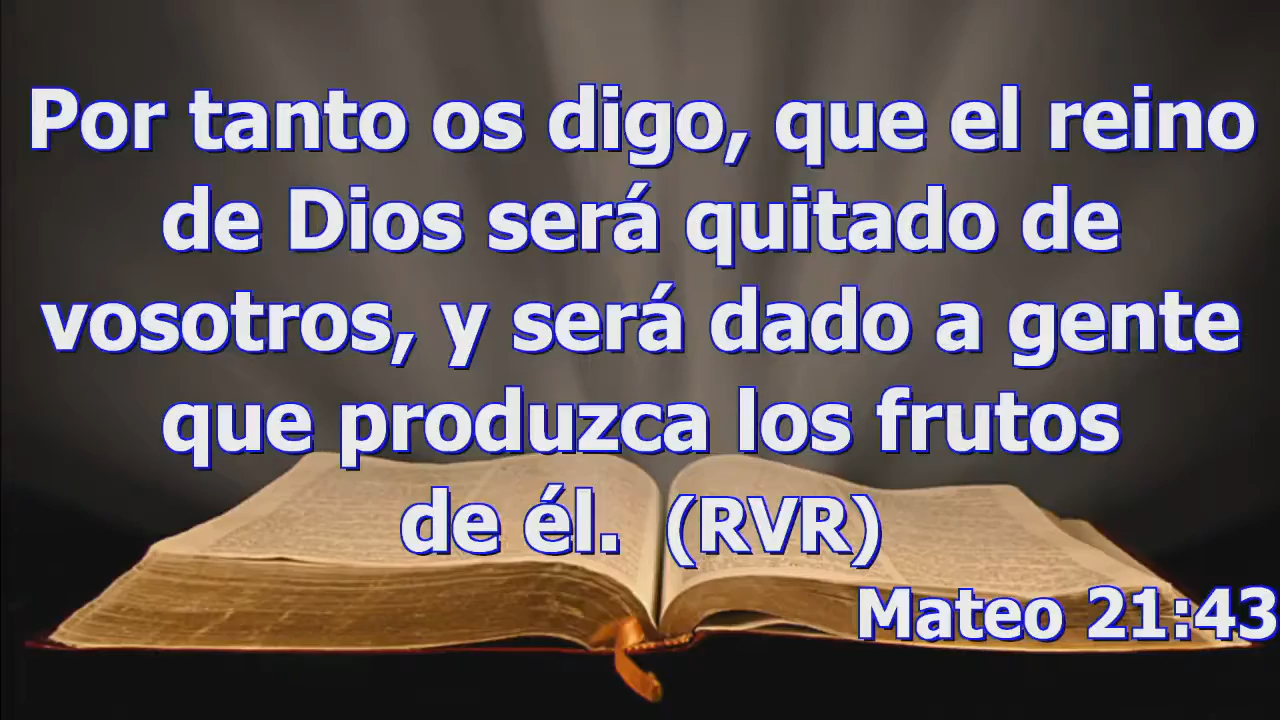 Por tanto os digo, que el reino
de Dios será quitado de
vosotros, y será dado a gente
que produzca los frutos
de él. (RVR)
Mateo 21:43